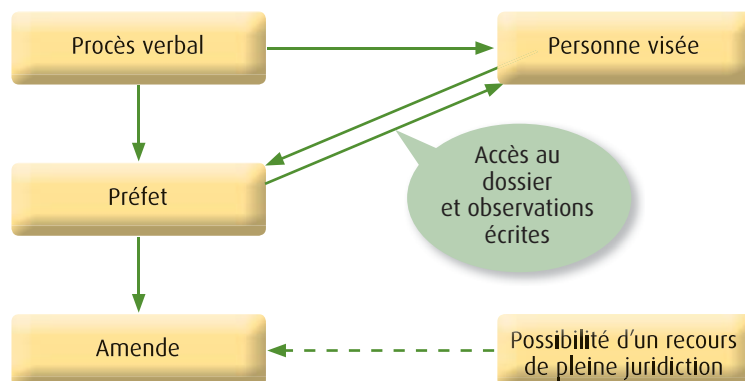 Procès verbal
Personne visée
Préfet
Accès au
dossier
et observations
écrites
Amende
Possibilité d’un recours
de pleine juridiction